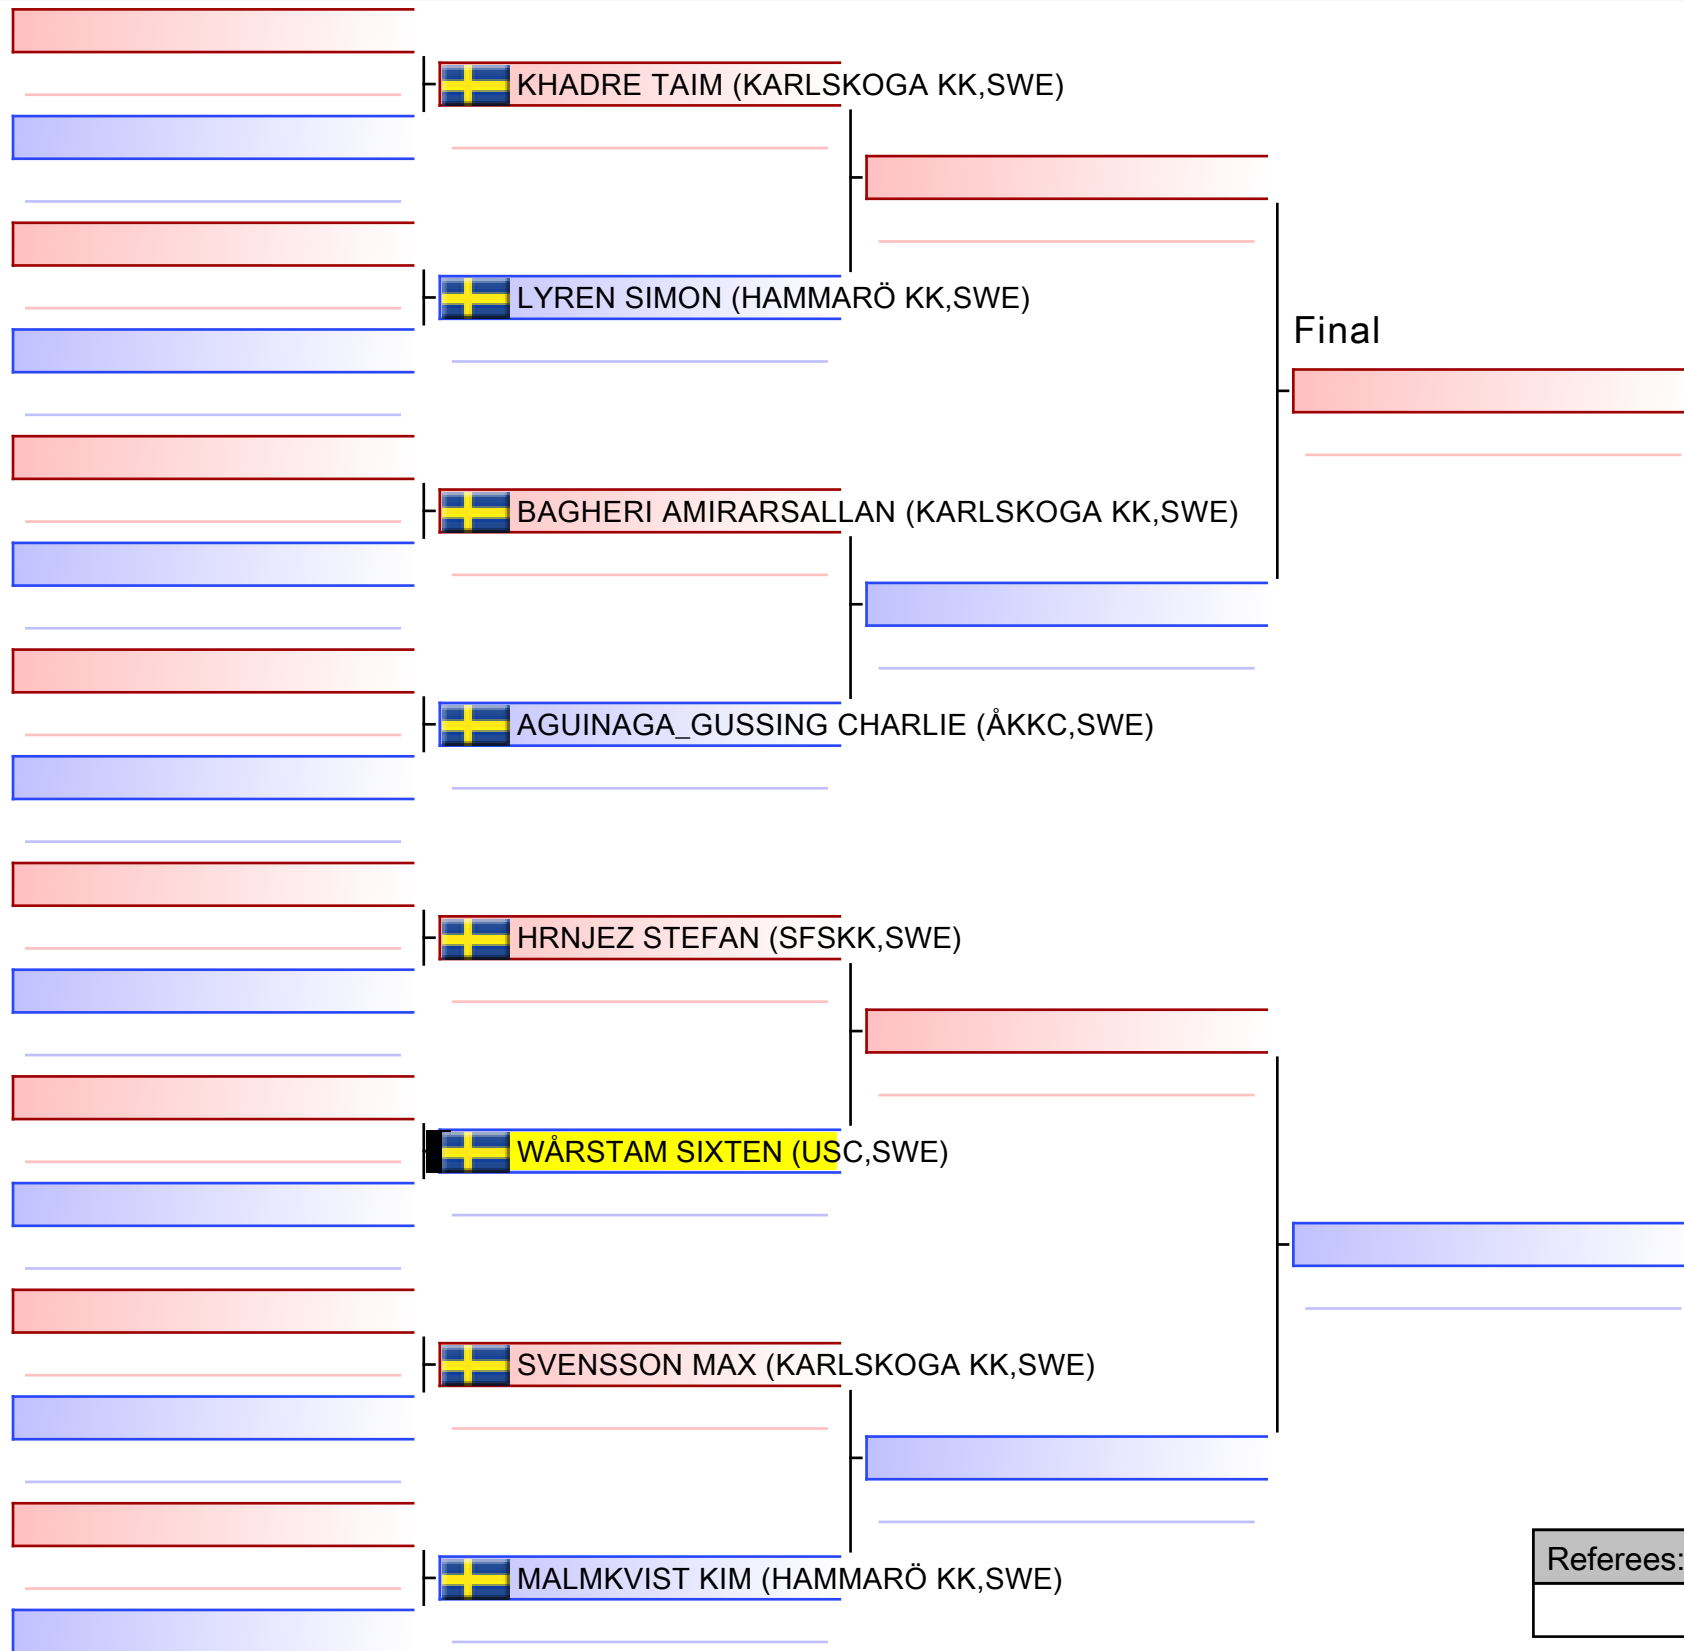 KHADRE TAIM (KARLSKOGA KK,SWE)
LYREN SIMON (HAMMARÖ KK,SWE)
Final
BAGHERI AMIRARSALLAN (KARLSKOGA KK,SWE)
AGUINAGA_GUSSING CHARLIE (ÅKKC,SWE)
HRNJEZ STEFAN (SFSKK,SWE)
WÅRSTAM SIXTEN (USC,SWE)
SVENSSON MAX (KARLSKOGA KK,SWE)
MALMKVIST KIM (HAMMARÖ KK,SWE)
Referees: